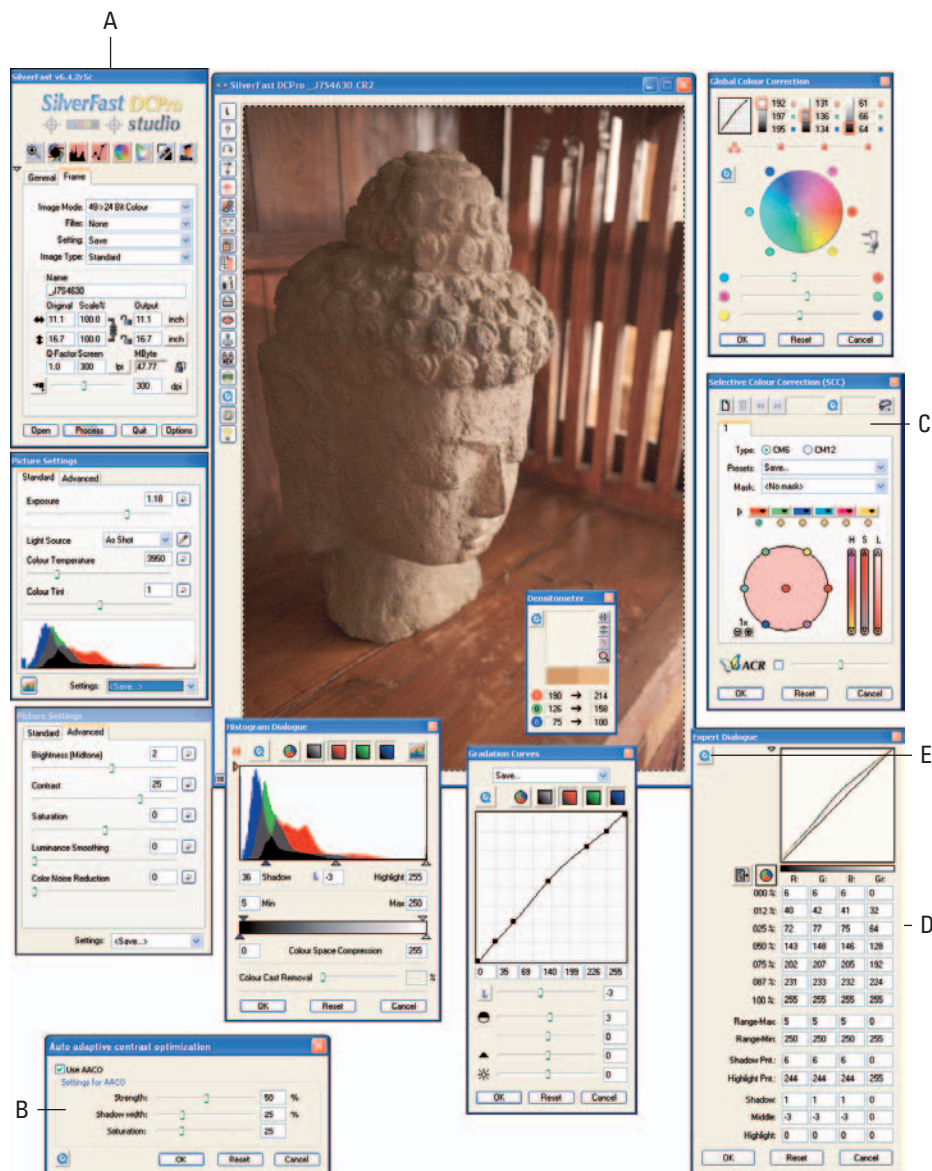 A
SilverFast v6.4.2r5c
SilverFast DCPro
studio
General Frame
Image Mode: 48>24 Bit Colour
Filter: None
Setting: Save
Image Type: Standard
Name
_J7S4630
Original Scale% Output
11.1 100.0 11.1 inch
16.7 100.0 16.7 inch
Q-Factor Screen MByte
1.0 300 lpi 47.77
300 dpi
Open Process Quit Options
Picture Settings
Standard Advanced
Exposure 1.18
Light Source As Shot
Colour Temperature 3950
Colour Tint 1
Settings: <Save...>
Picture Settings
Standard Advanced
Brightness (Midtone) 2
Contrast 25
Saturation 0
Luminance Smoothing 0
Color Noise Reduction 0
Settings: <Save...>
B
Auto adaptive contrast optimization
Use AACO
Settings for AACO
Strength: 50 %
Shadow width: 25 %
Saturation: 25
OK Reset Cancel
SilverFast DCPro _J7S4630.CR2
18
Densitometer
190 → 214
G 126 → 158
75 → 100
Histogram Dialogue
36 Shadow L -3 Highlight 255
5 Min Max 250
0 Colour Space Compression 255
Colour Cast Removal %
OK Reset Cancel
Gradation Curves
Save...
0 35 69 140 199 226 255
L -3
3
0
0
0
OK Reset Cancel
Global Colour Correction
192 131 61
197 136 66
195 134 64
OK Reset Cancel
Selective Colour Correction (SCC)
C
1
Type: CM6 CM12
Presets: Save...
Mask: <No mask>
H S L
1x
ACR
OK Reset Cancel
Expert Dialogue
E
R: G: B: Gr:
000 %: 6 6 6 0
012 %: 40 42 41 32
025 %: 72 77 75 64
D
050 %: 143 148 146 128
075 %: 202 207 205 192
087 %: 231 233 232 224
100 %: 255 255 255 255
Range-Max: 5 5 5 0
Range-Min: 250 250 250 255
Shadow Pnt.: 6 6 6 0
Highlight Pnt.: 244 244 244 255
Shadow: 1 1 1 0
Middle: -3 -3 -3 0
Highlight: 0 0 0 0
OK Reset Cancel